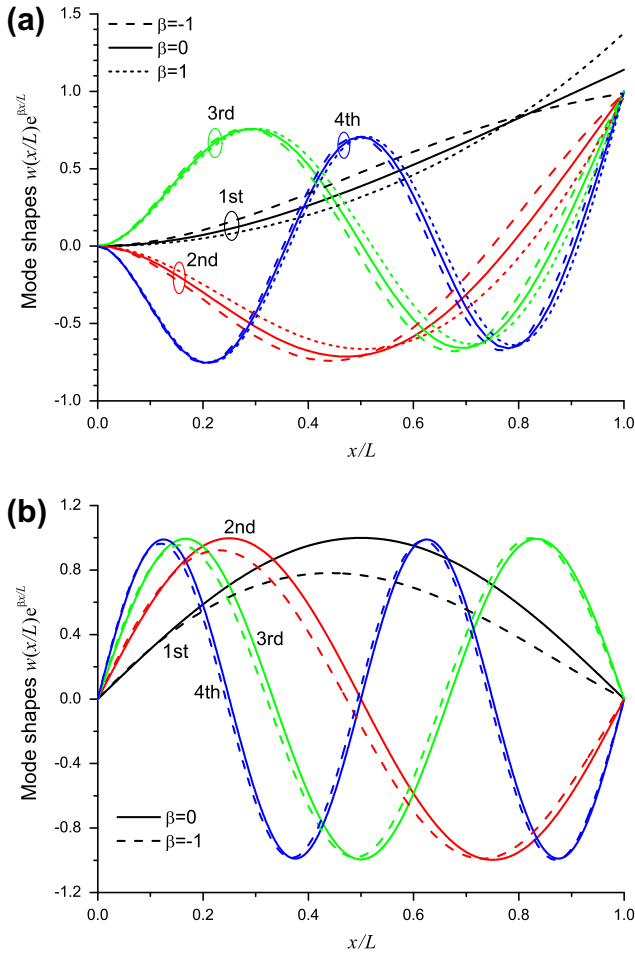 (a)
Mode shapes w(x/L)e^βx/L
1.5
1.0
0.5
0.0
-0.5
-1.0
β=-1
β=0
β=1
3rd
4th
1st
2nd
0.0 0.2 0.4 0.6 0.8 1.0
x/L
(b)
Mode shapes w(x/L)e^βx/L
1.2
0.8
0.4
0.0
-0.4
-0.8
-1.2
2nd
1st
3rd
4th
β=0
β=-1
0.0 0.2 0.4 0.6 0.8 1.0
x/L